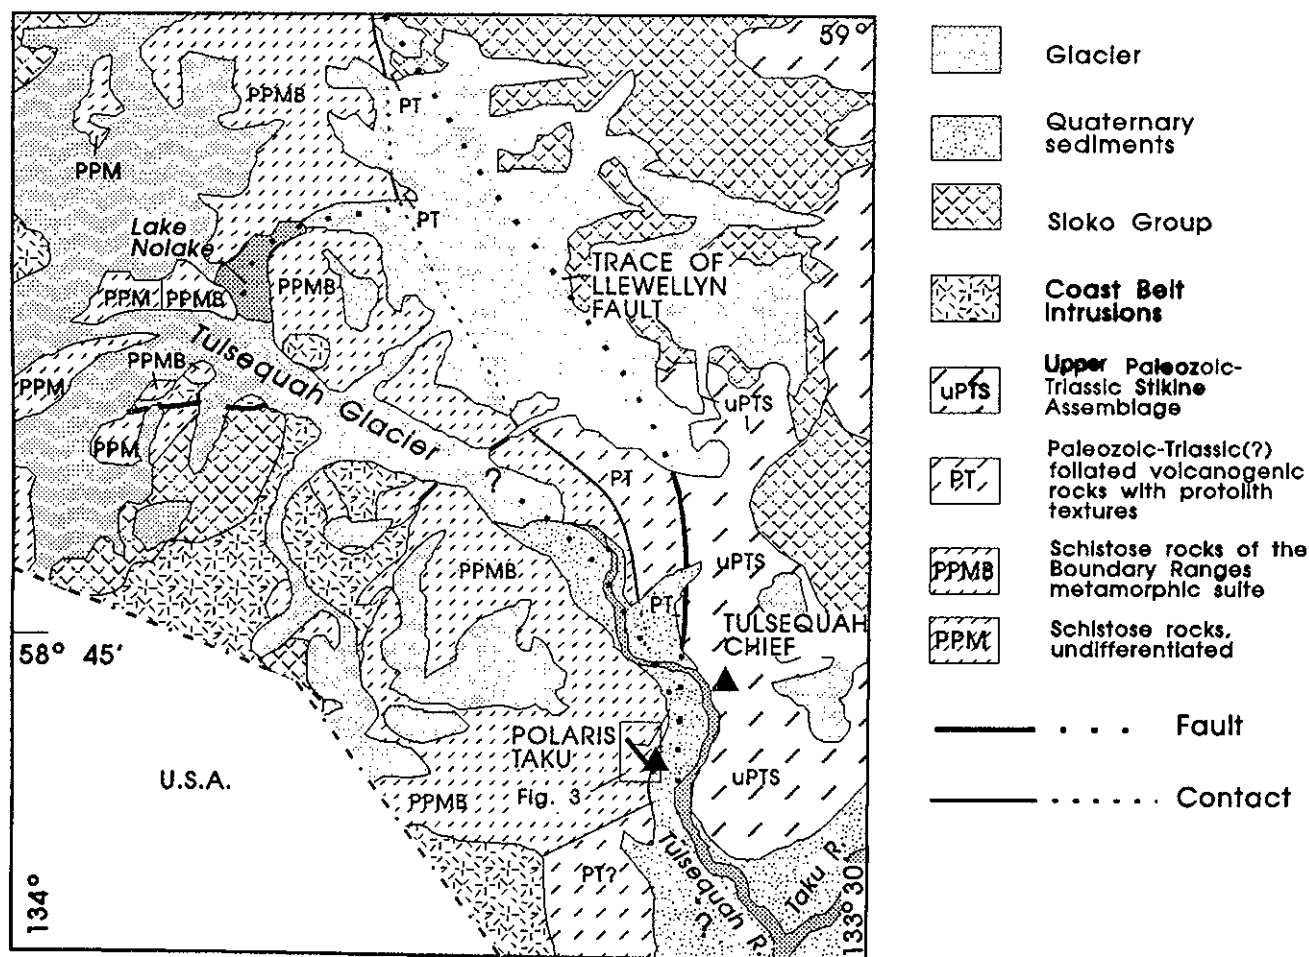 59°
PPMB
PT
PPM
PT
Lake
Nolake
PPMB
TRACE OF
LLEWELLYN
FAULT
PPM
PPMB
Tulsequah Glacier
PPMB
PPM
uPTS
PPM
?
PT
PPMB
uPTS
PT
TULSEQUAH
CHIEF
58° 45'
POLARIS
TAKU
U.S.A.
Fig. 3
uPTS
PPMB
PT?
Tulsequah R.
?
Taku R.
134°
133° 30'
Glacier
Quaternary
sediments
Sloko Group
Coast Belt
Intrusions
uPTS
Upper Paleozoic-
Triassic Stikine
Assemblage
PT
Paleozoic-Triassic(?)
foliated volcanogenic
rocks with protolith
textures
PPMB
Schistose rocks of the
Boundary Ranges
metamorphic suite
PPM
Schistose rocks,
undifferentiated
Fault
Contact